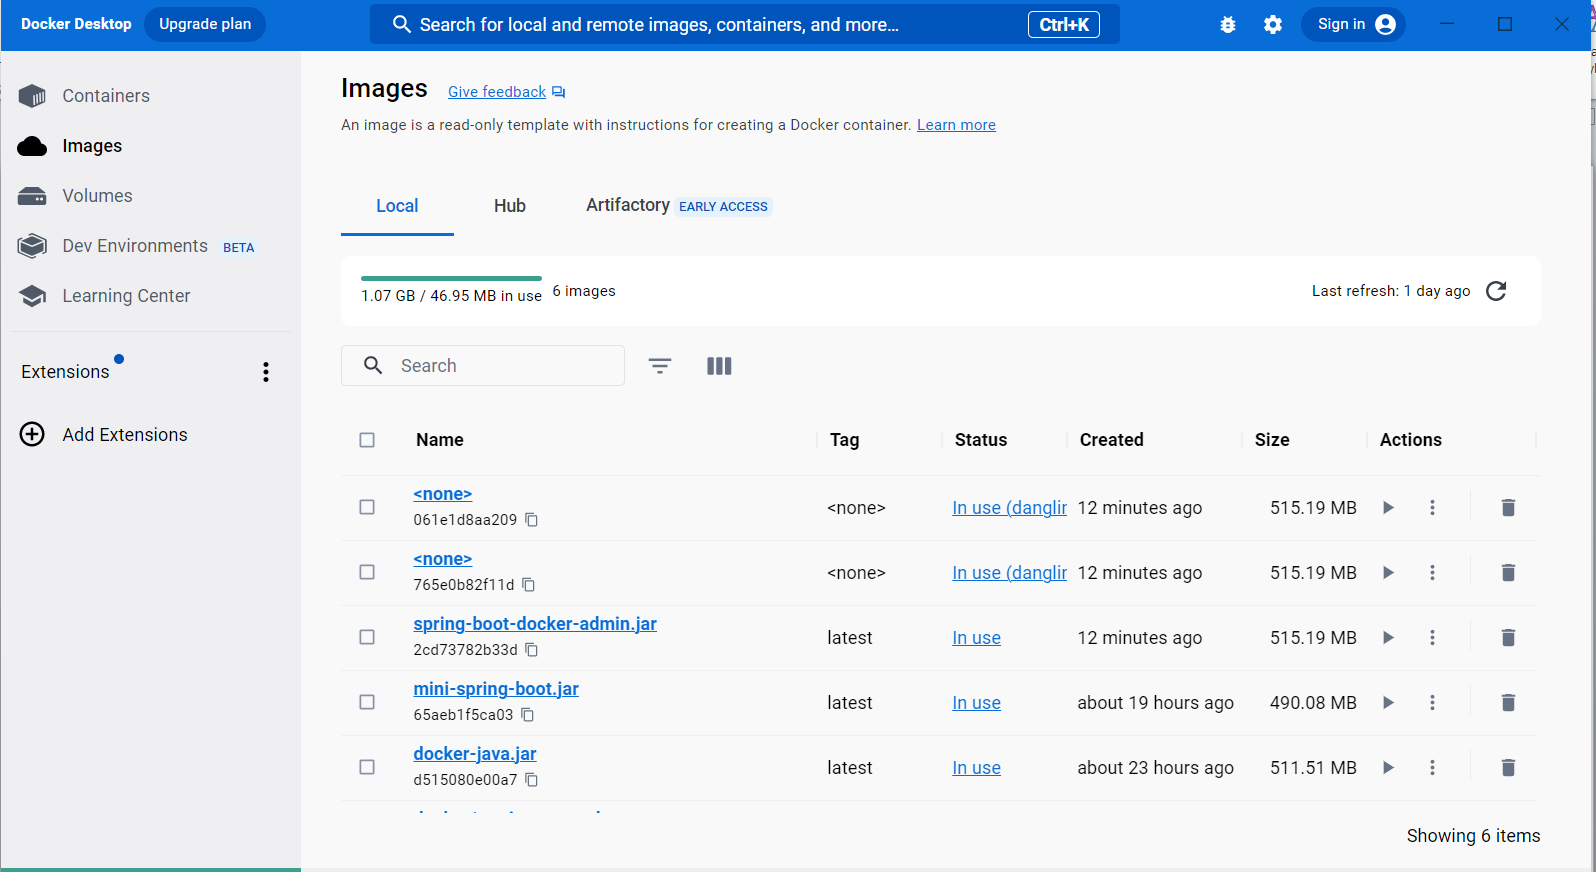 Docker Desktop Upgrade plan Search for local and remote images, containers, and more... Ctrl+K Sign in
Containers
Images
Volumes
Dev Environments BETA
Learning Center
Extensions
Add Extensions
Images Give feedback
An image is a read-only template with instructions for creating a Docker container. Learn more
Local Hub Artifactory EARLY ACCESS
1.07 GB / 46.95 MB in use 6 images Last refresh: 1 day ago
Search
Name Tag Status Created Size Actions
<none>
061e1d8aa209 <none> In use (danglin 12 minutes ago 515.19 MB
<none>
765e0b82f11d <none> In use (danglin 12 minutes ago 515.19 MB
spring-boot-docker-admin.jar
2cd73782b33d latest In use 12 minutes ago 515.19 MB
mini-spring-boot.jar
65aeb1f5ca03 latest In use about 19 hours ago 490.08 MB
docker-java.jar
d515080e00a7 latest In use about 23 hours ago 511.51 MB
Showing 6 items